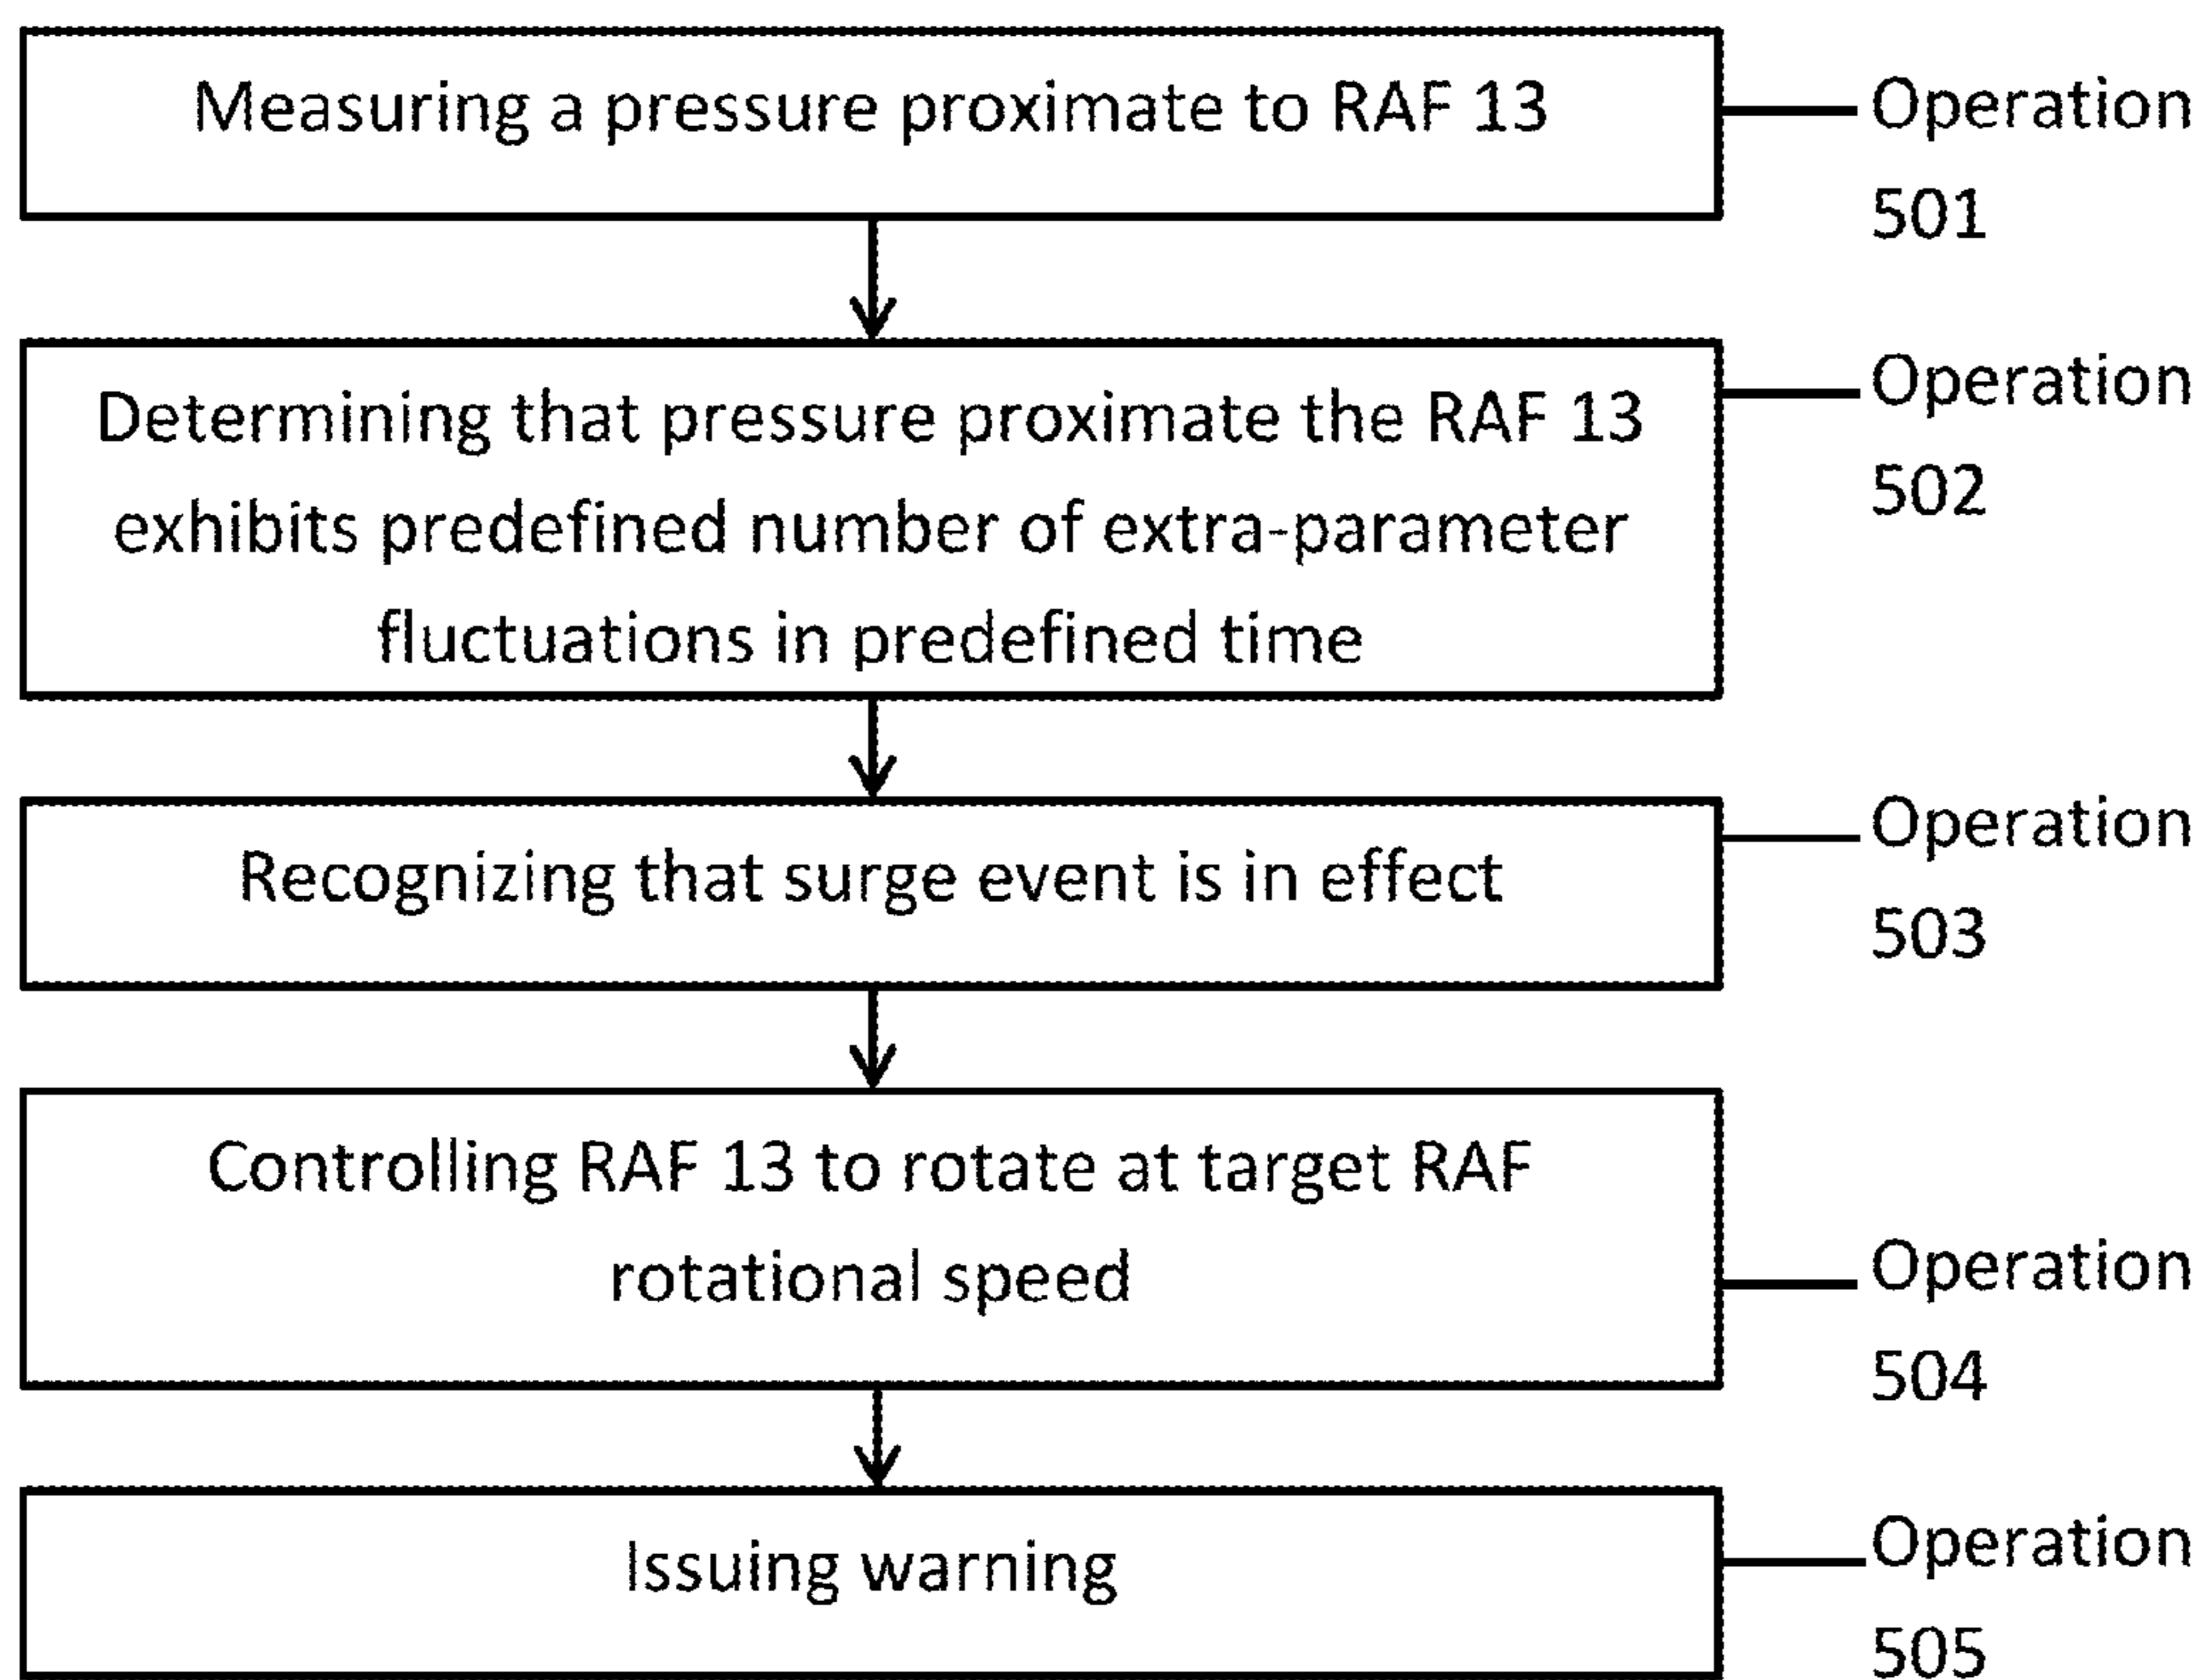 Measuring a pressure proximate to RAF 13
Operation
501
Determining that pressure proximate the RAF 13
exhibits predefined number of extra-parameter
fluctuations in predefined time
Operation
502
Recognizing that surge event is in effect
Operation
503
Controlling RAF 13 to rotate at target RAF
rotational speed
Operation
504
Issuing warning
Operation
505